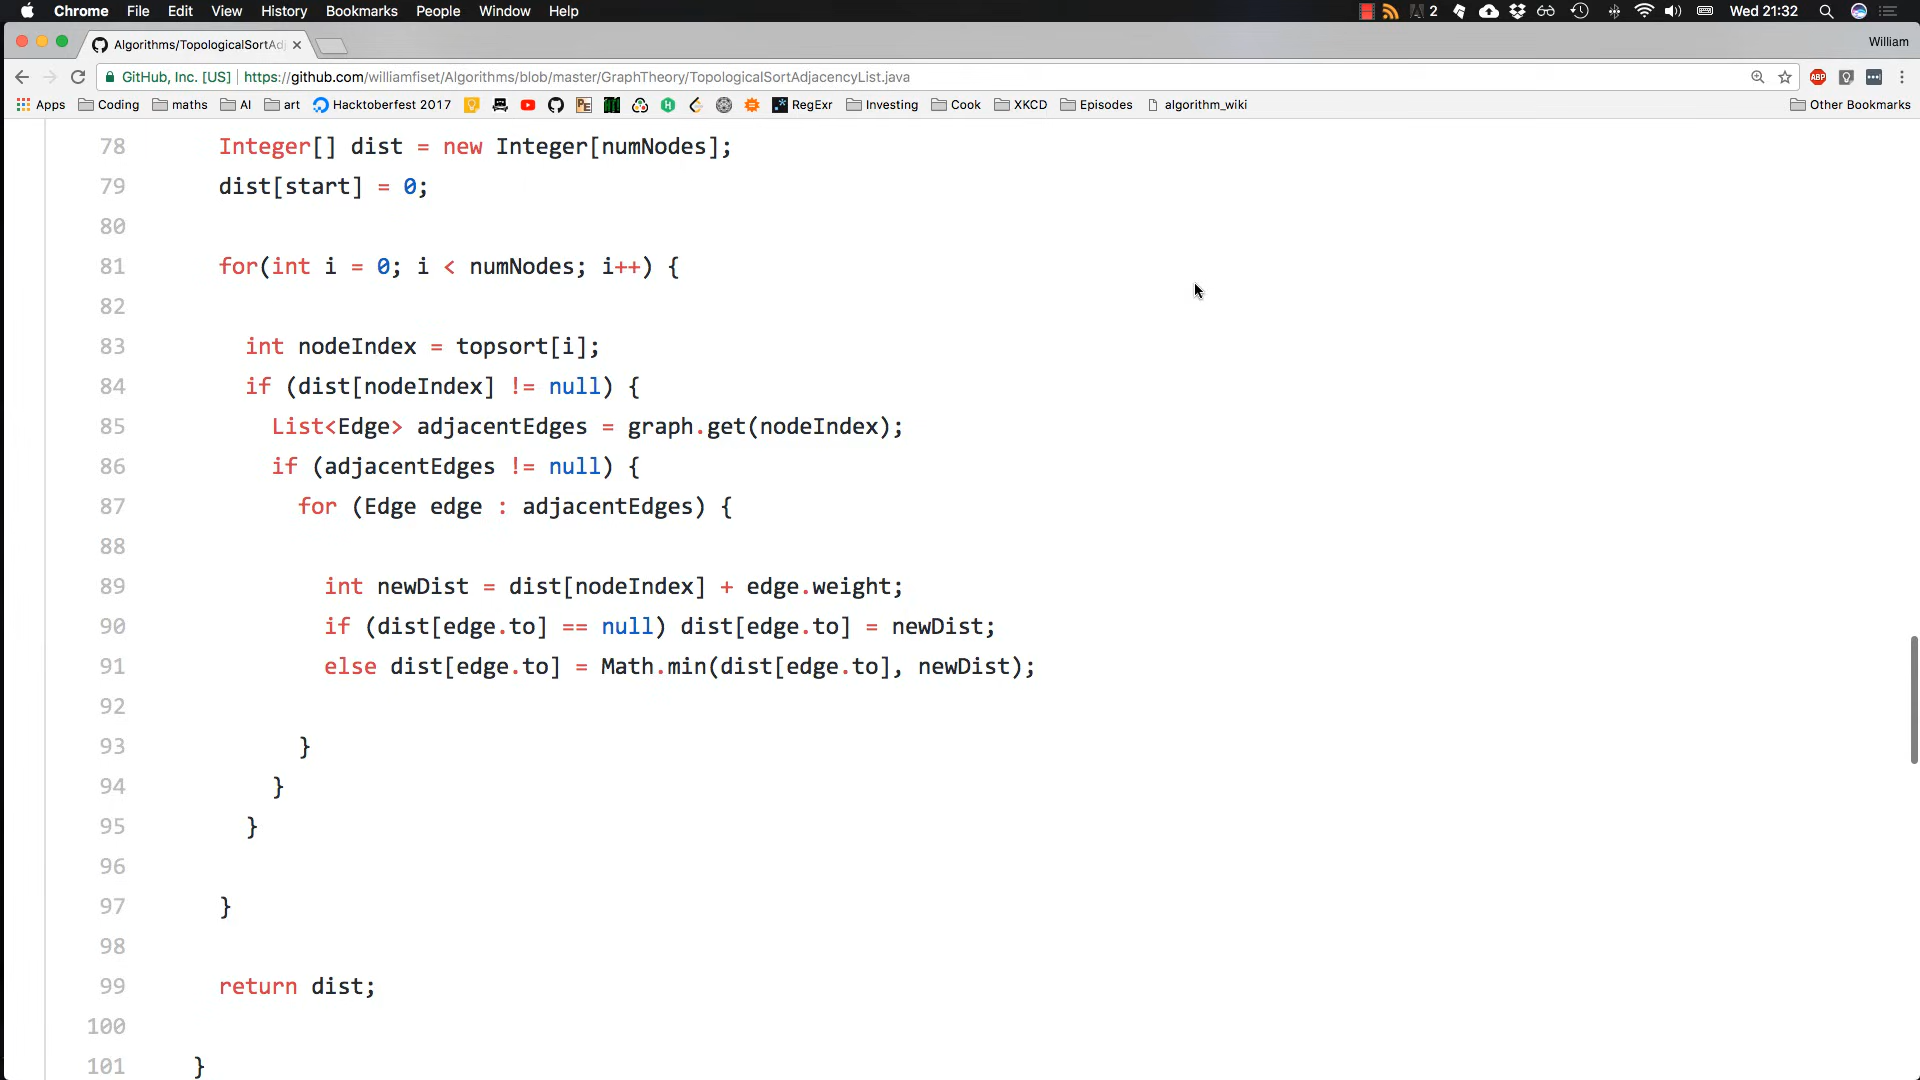 Chrome File Edit View History Bookmarks People Window Help 2 Wed 21:32
Algorithms/TopologicalSortAd William
GitHub, Inc. [US] https://github.com/williamfiset/Algorithms/blob/master/GraphTheory/TopologicalSortAdjacencyList.java ABP
Apps Coding maths AI art Hacktoberfest 2017 PE RegExr Investing Cook XKCD Episodes algorithm_wiki Other Bookmarks
78 Integer[] dist = new Integer[numNodes];
79 dist[start] = 0;
80
81 for(int i = 0; i < numNodes; i++) {
82
83 int nodeIndex = topsort[i];
84 if (dist[nodeIndex] != null) {
85 List<Edge> adjacentEdges = graph.get(nodeIndex);
86 if (adjacentEdges != null) {
87 for (Edge edge : adjacentEdges) {
88
89 int newDist = dist[nodeIndex] + edge.weight;
90 if (dist[edge.to] == null) dist[edge.to] = newDist;
91 else dist[edge.to] = Math.min(dist[edge.to], newDist);
92
93 }
94 }
95 }
96
97 }
98
99 return dist;
100
101 }